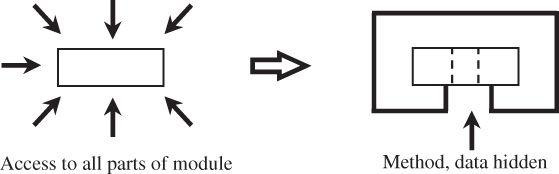 Access to all parts of module
Method, data hidden